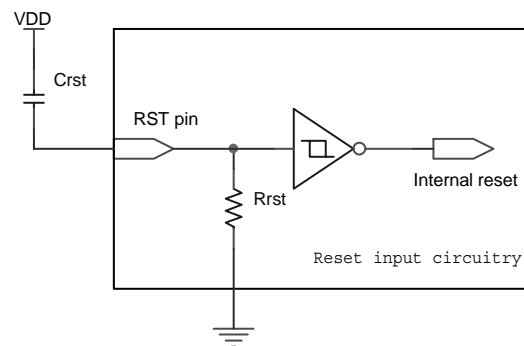 VDD
Crst
RST pin
Rrst
Internal reset
Reset input circuitry